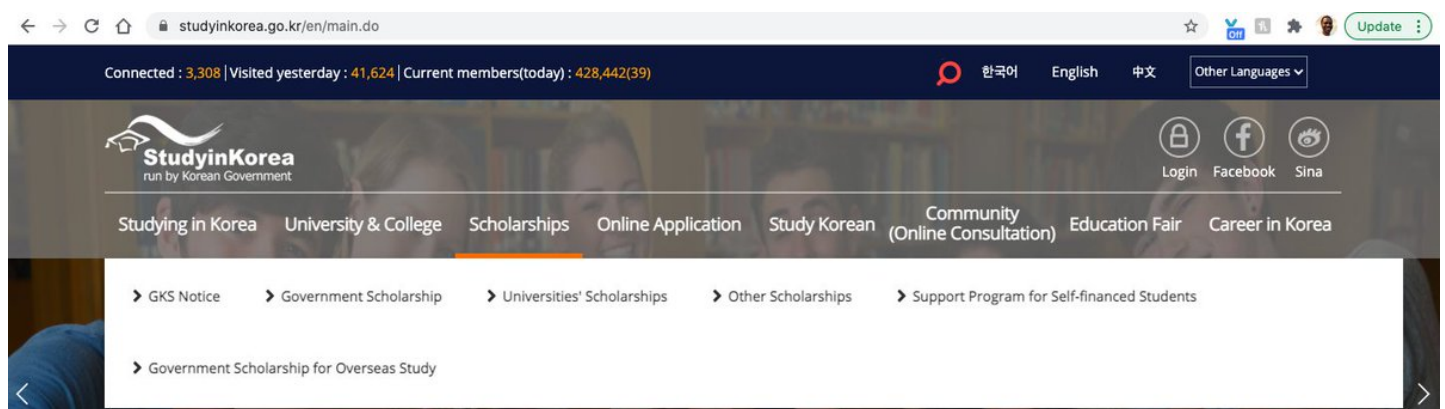 studyinkorea.go.kr/en/main.do Off Update
Connected : 3,308 | Visited yesterday : 41,624 | Current members(today) : 428,442(39) 한국어 English 中文 Other Languages
StudyinKorea
run by Korean Government
Login Facebook Sina
Studying in Korea University & College Scholarships Online Application Study Korean Community (Online Consultation) Education Fair Career in Korea
GKS Notice Government Scholarship Universities' Scholarships Other Scholarships Support Program for Self-financed Students
Government Scholarship for Overseas Study